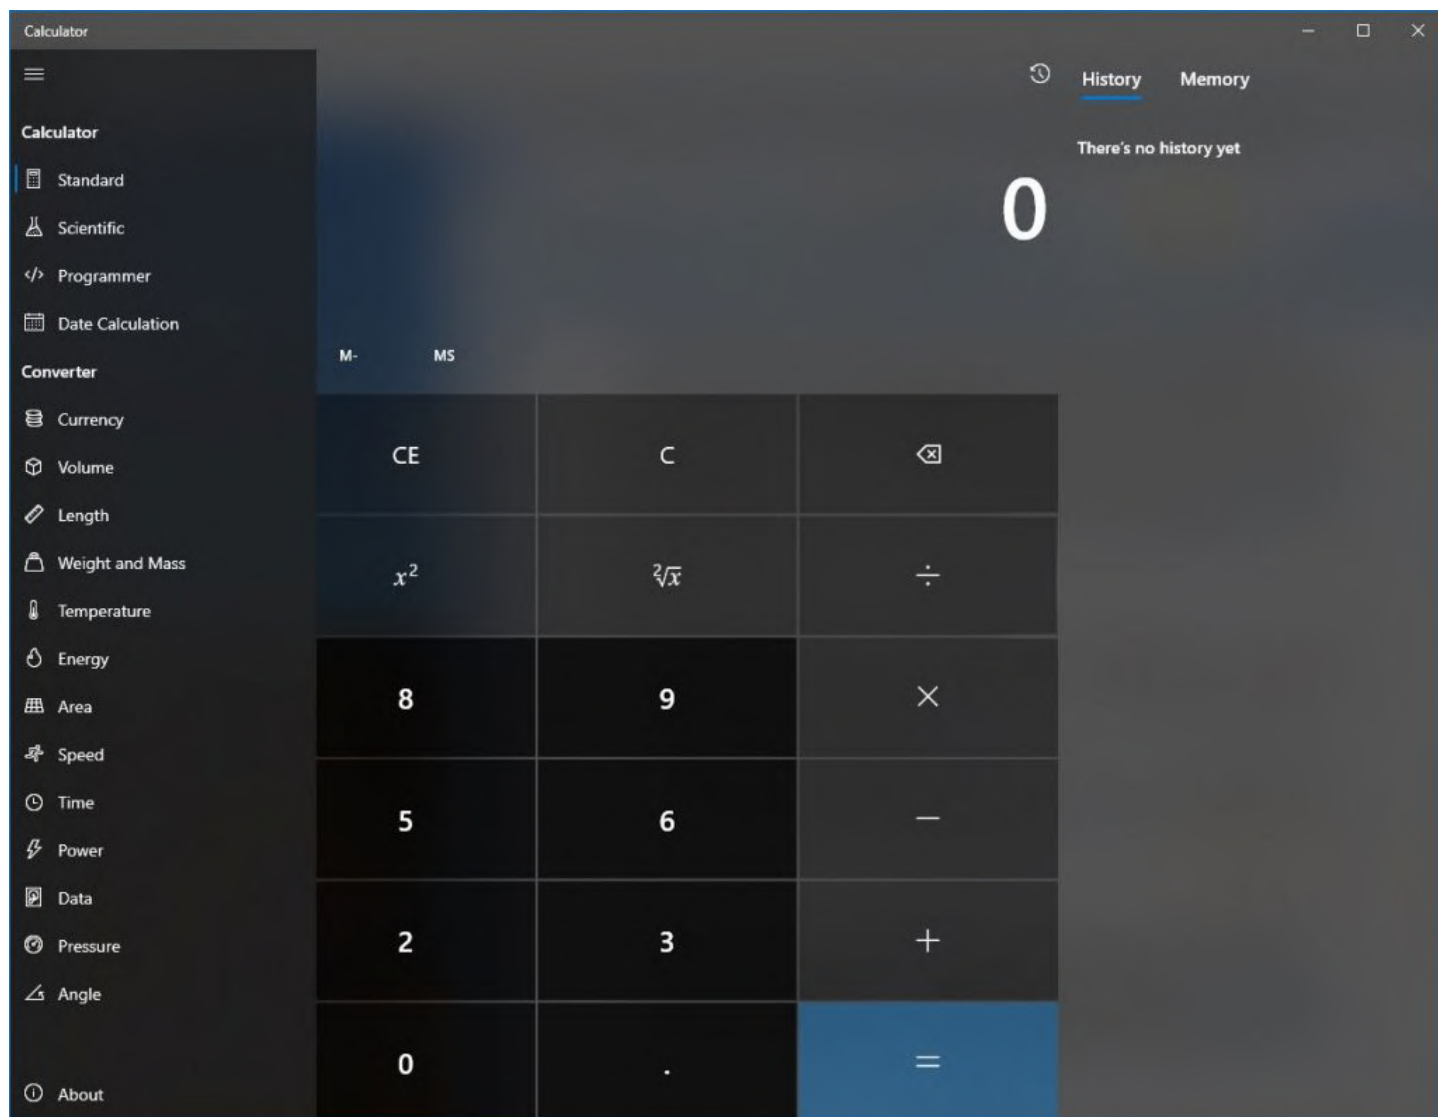 Calculator
History Memory
Calculator
There's no history yet
Standard
0
Scientific
Programmer
Date Calculation
M- MS
Converter
Currency
CE C
Volume
Length
Weight and Mass
x² ²√x ÷
Temperature
Energy
8 9 ×
Area
Speed
Time
5 6 −
Power
Data
2 3 +
Pressure
Angle
0 . =
About